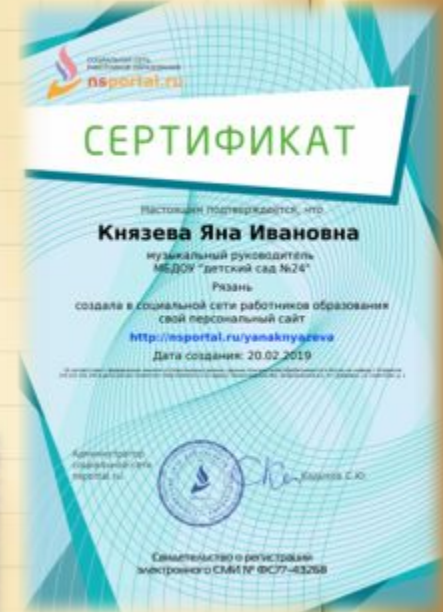 СОЦИАЛЬНАЯ СЕТЬ
РАБОТНИКОВ ОБРАЗОВАНИЯ
nsportal.ru
СЕРТИФИКАТ
Настоящим подтверждается, что
Князева Яна Ивановна
музыкальный руководитель
МБДОУ "детский сад №24"
Рязань
создала в социальной сети работников образования
свой персональный сайт
http://nsportal.ru/yanaknyazeva
Дата создания: 20.02.2019
Администратор
социальной сети
nsportal.ru
С.Ю.
Свидетельство о регистрации
электронного СМИ № ФС77-43268